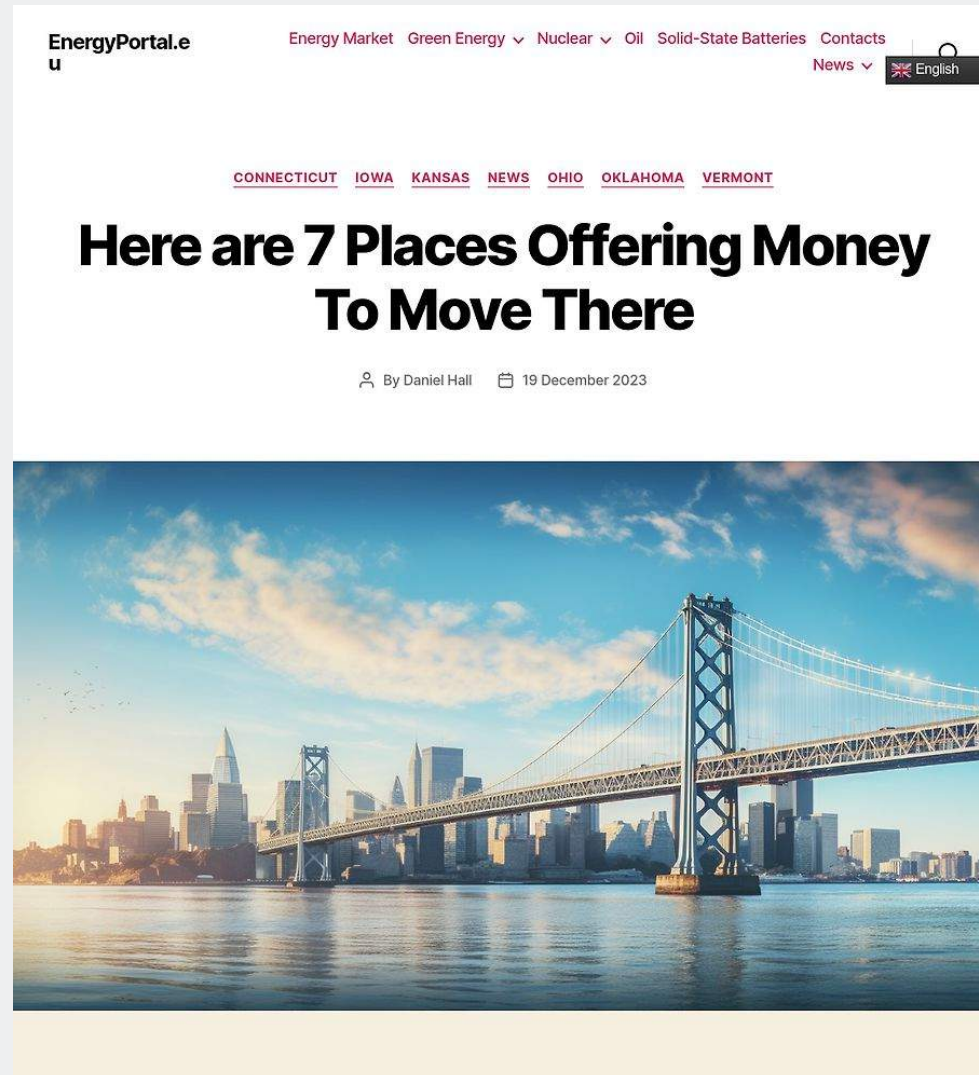 EnergyPortal.e
u
Energy Market Green Energy Nuclear Oil Solid-State Batteries Contacts
News
English
CONNECTICUT IOWA KANSAS NEWS OHIO OKLAHOMA VERMONT
Here are 7 Places Offering Money
To Move There
By Daniel Hall 19 December 2023